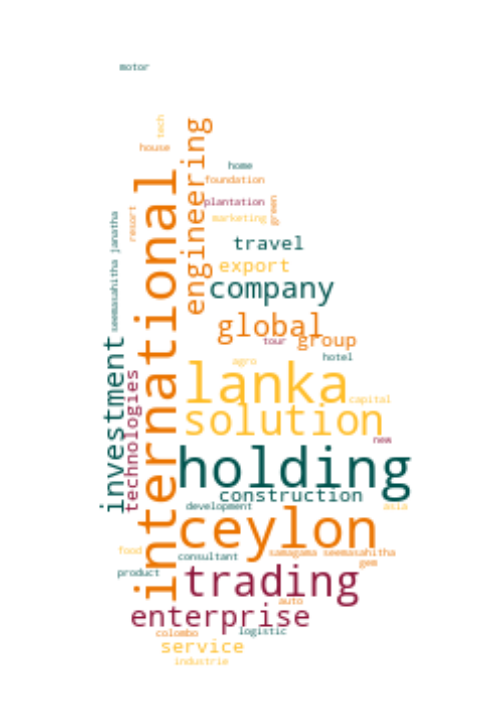 motor
tech
engineering
house
home
foundation
international
plantation
green
resort
marketing
seemasahitha janatha
travel
export
company
global
tour
group
hotel
investment
agro
lanka
technologies
capital
solution
new
holding
construction
development
asia
ceylon
food
samagama seemasahitha
consultant
gem
product
trading
auto
enterprise
colombo
logistic
service
industrie